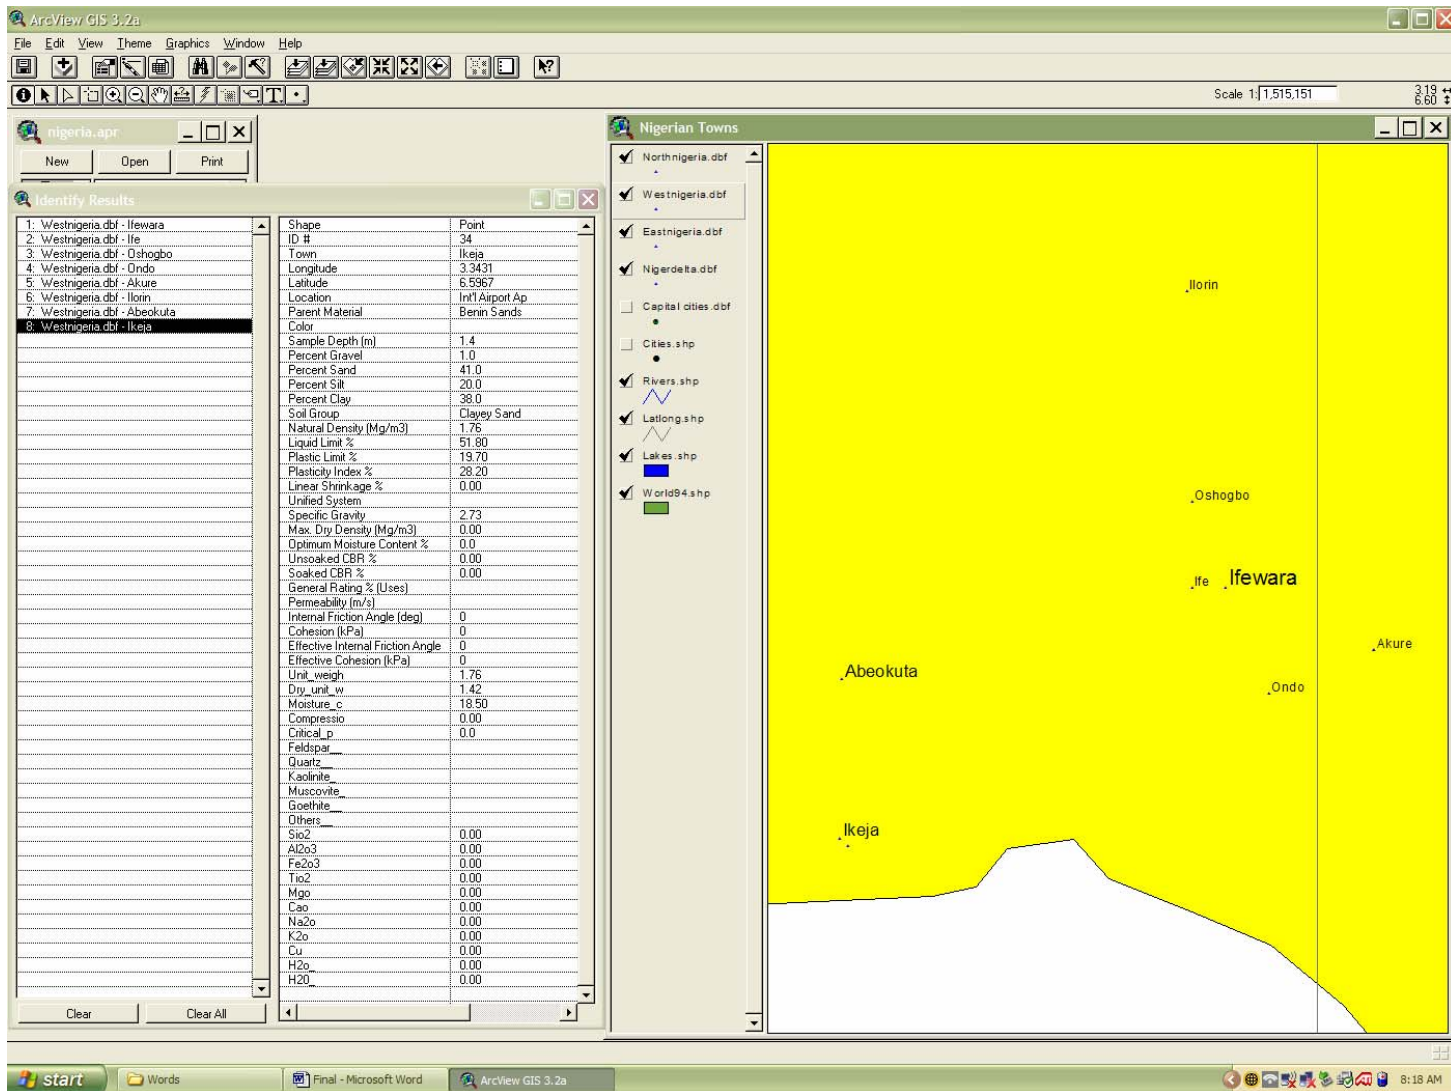 ArcView GIS 3.2a
File Edit View Theme Graphics Window Help
Scale 1: 1,515,151
3.19
6.60
nigeria.apr
New Open Print
Identify Results
1: Westnigeria.dbf - Ifewara
2: Westnigeria.dbf - Ife
3: Westnigeria.dbf - Oshogbo
4: Westnigeria.dbf - Ondo
5: Westnigeria.dbf - Akure
6: Westnigeria.dbf - Ilorin
7: Westnigeria.dbf - Abeokuta
8: Westnigeria.dbf - Ikeja
Shape Point
ID # 34
Town Ikeja
Longitude 3.3431
Latitude 6.5967
Location Int'l Airport Ap
Parent Material Benin Sands
Color
Sample Depth (m) 1.4
Percent Gravel 1.0
Percent Sand 41.0
Percent Silt 20.0
Percent Clay 38.0
Soil Group Clayey Sand
Natural Density (Mg/m3) 1.76
Liquid Limit % 51.80
Plastic Limit % 19.70
Plasticity Index % 28.20
Linear Shrinkage % 0.00
Unified System
Specific Gravity 2.73
Max. Dry Density (Mg/m3) 0.00
Optimum Moisture Content % 0.0
Unsoaked CBR % 0.00
Soaked CBR % 0.00
General Rating % (Uses)
Permeability (m/s)
Internal Friction Angle (deg) 0
Cohesion (kPa) 0
Effective Internal Friction Angle 0
Effective Cohesion (kPa) 0
Unit_weigh 1.76
Dry_unit_w 1.42
Moisture_c 18.50
Compressio 0.00
Critical_p 0.0
Feldspar__
Quartz__
Kaolinite_
Muscovite_
Goethite__
Others__
Sio2 0.00
Al2o3 0.00
Fe2o3 0.00
Tio2 0.00
Mgo 0.00
Cao 0.00
Na2o 0.00
K2o 0.00
Cu 0.00
H2o_ 0.00
H20_ 0.00
Clear Clear All
Nigerian Towns
Northnigeria.dbf
Westnigeria.dbf
Eastnigeria.dbf
Nigerdelta.dbf
Capital cities.dbf
Cities.shp
Rivers.shp
Latlong.shp
Lakes.shp
World94.shp
Ilorin
Oshogbo
Ife Ifewara
Akure
Abeokuta
Ondo
Ikeja
start Words Final - Microsoft Word ArcView GIS 3.2a 8:18 AM